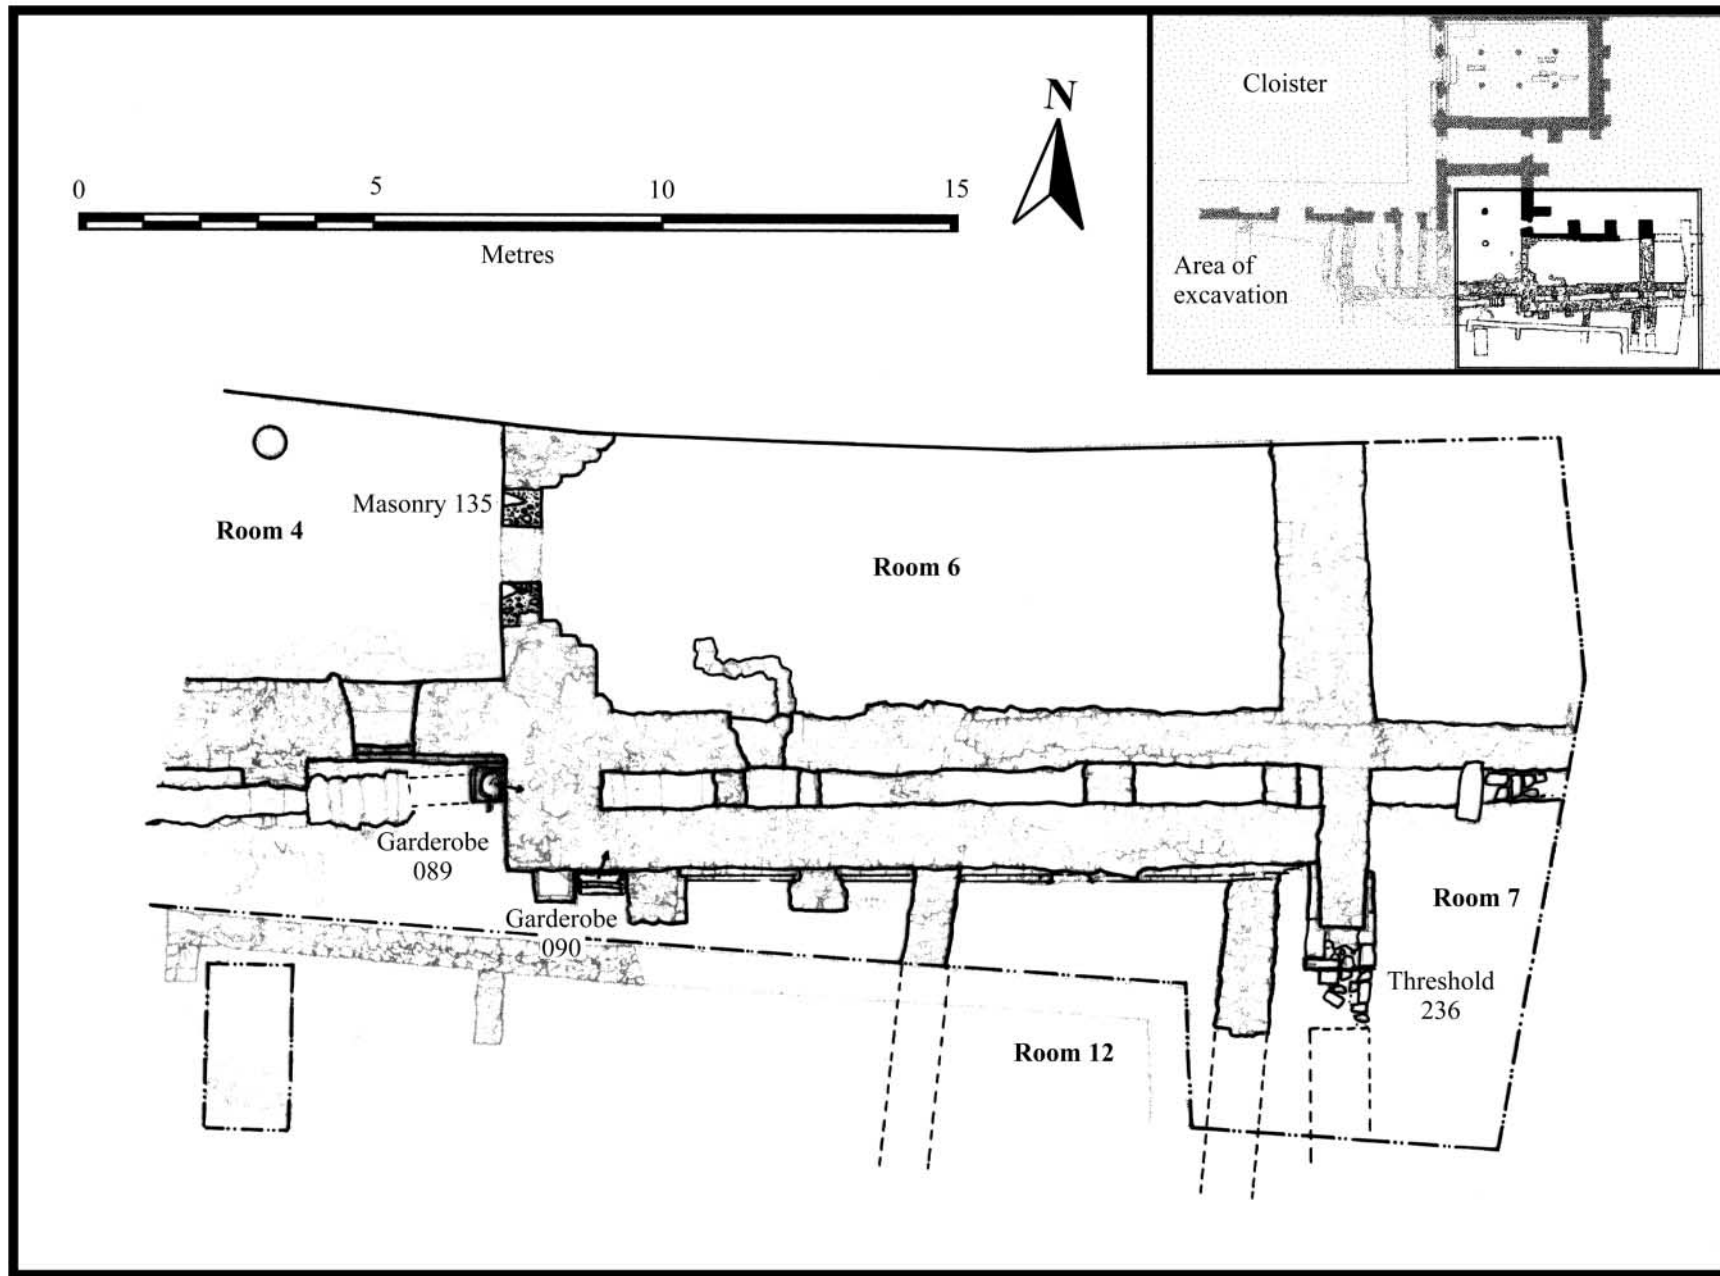 N
0
5
10
15
Metres
Cloister
Area of
excavation
Masonry 135
Room 4
Room 6
Garderobe
089
Garderobe
090
Room 7
Threshold
236
Room 12